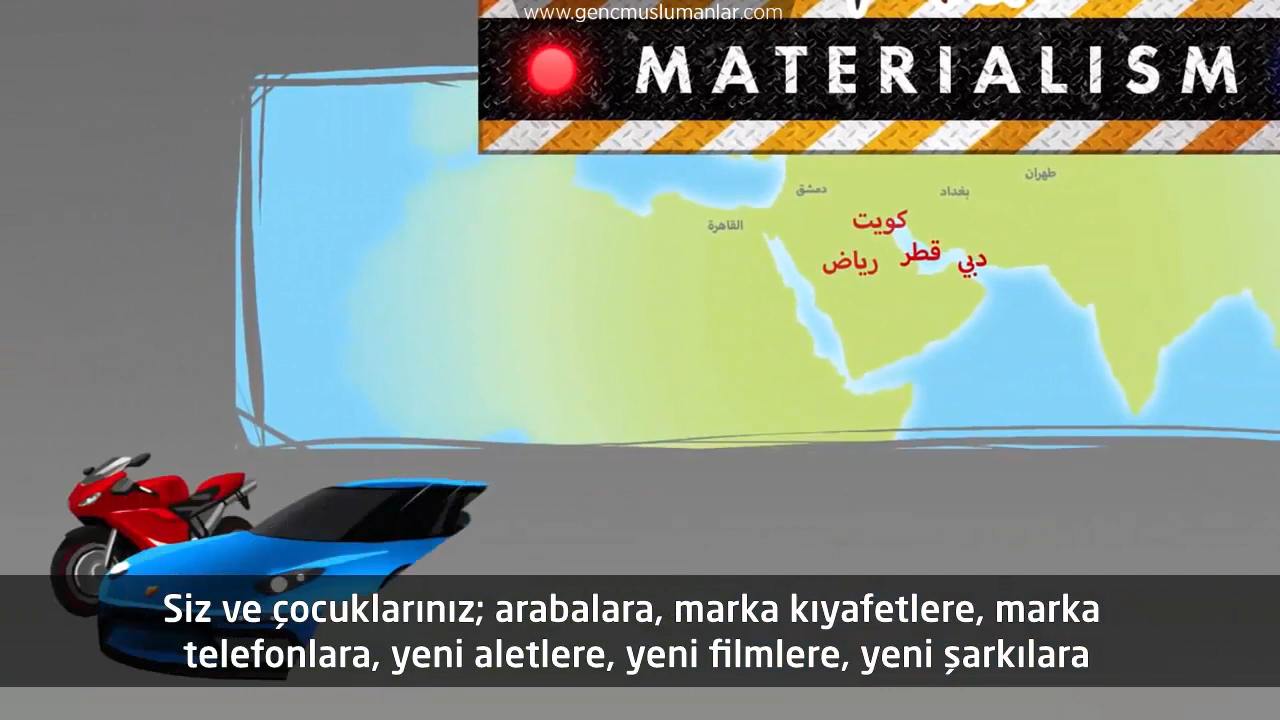 www.gencmuslumanlar.com
MATERIALISM
طهران
دمشق
بغداد
كويت
القاهرة
رياض
قطر
دبي
Siz ve çocuklarınız; arabalara, marka kıyafetlere, marka
telefonlara, yeni aletlere, yeni filmlere, yeni şarkılara